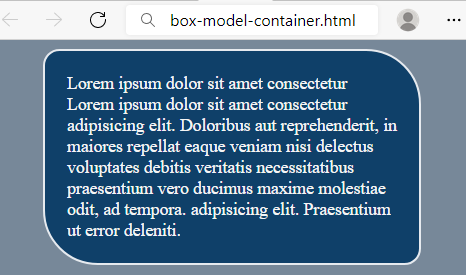 box-model-container.html
Lorem ipsum dolor sit amet consectetur
Lorem ipsum dolor sit amet consectetur
adipisicing elit. Doloribus aut reprehenderit, in
maiores repellat eaque veniam nisi delectus
voluptates debitis veritatis necessitatibus
praesentium vero ducimus maxime molestiae
odit, ad tempora. adipisicing elit. Praesentium
ut error deleniti.